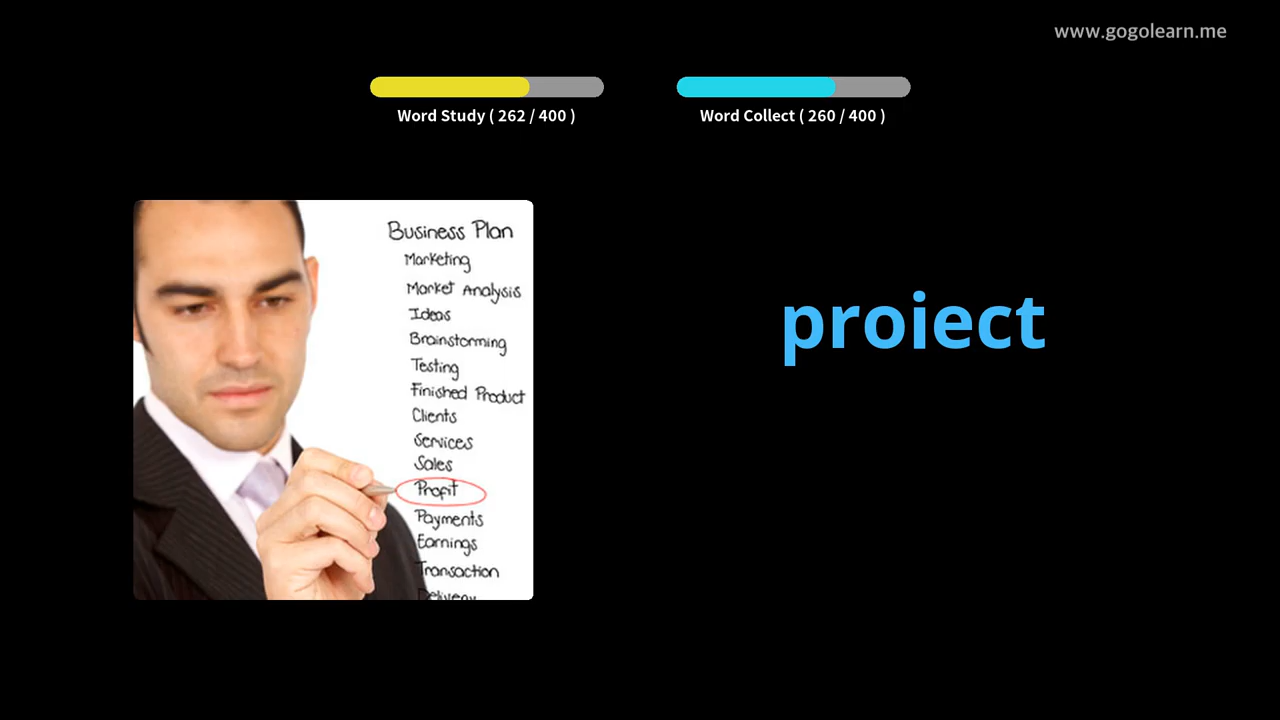 www.gogolearn.me
Word Study ( 262 / 400 )
Word Collect ( 260 / 400 )
Business Plan
Marketing
Market Analysis
Ideas
Brainstorming
Testing
Finished Product
Clients
Services
Sales
Profit
Payments
Earnings
Transaction
Delivery
proiect